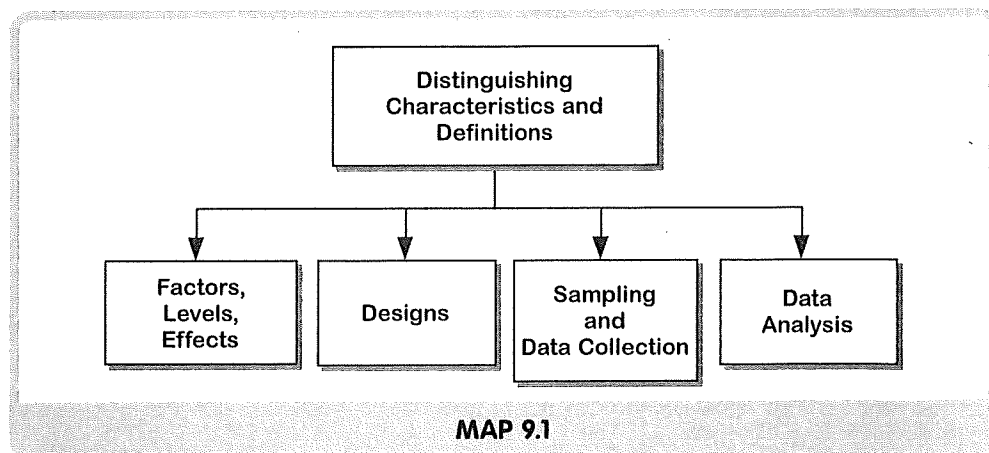 Distinguishing
Characteristics and
Definitions
Factors,
Levels,
Effects
Designs
Sampling
and
Data Collection
Data
Analysis
MAP 9.1